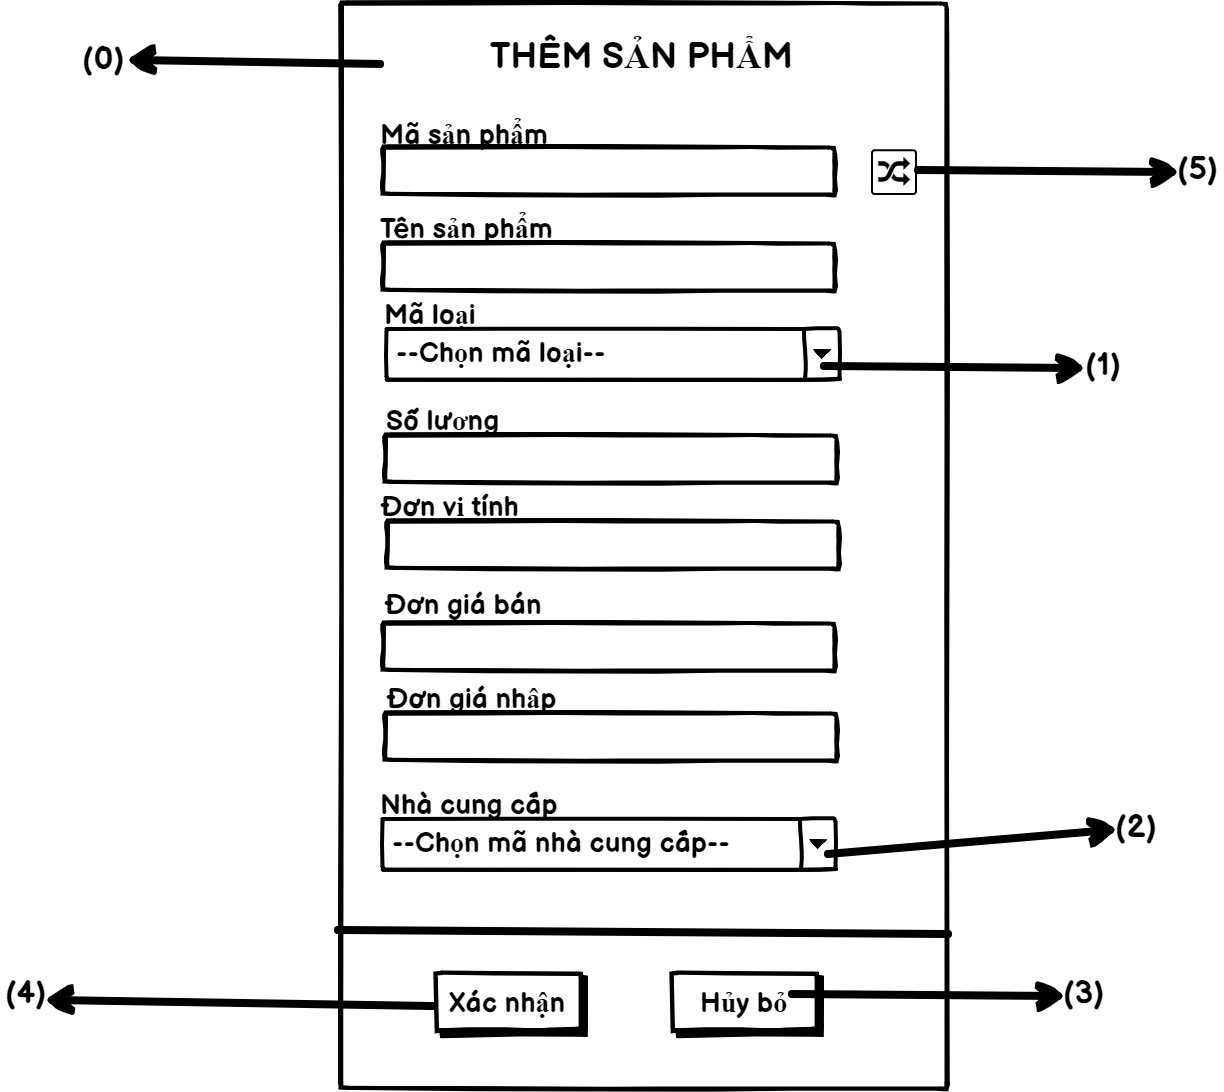 (0)
THÊM SẢN PHẨM
Mã sản phẩm
(5)
Tên sản phẩm
Mã loại
--Chọn mã loại--
(1)
Số lương
Đơn vi tính
Đơn giá bán
Đơn giá nhâp
Nhà cung cấp
--Chọn mã nhà cung cấp--
(2)
(4)
Xác nhận
Hủy bỏ
(3)